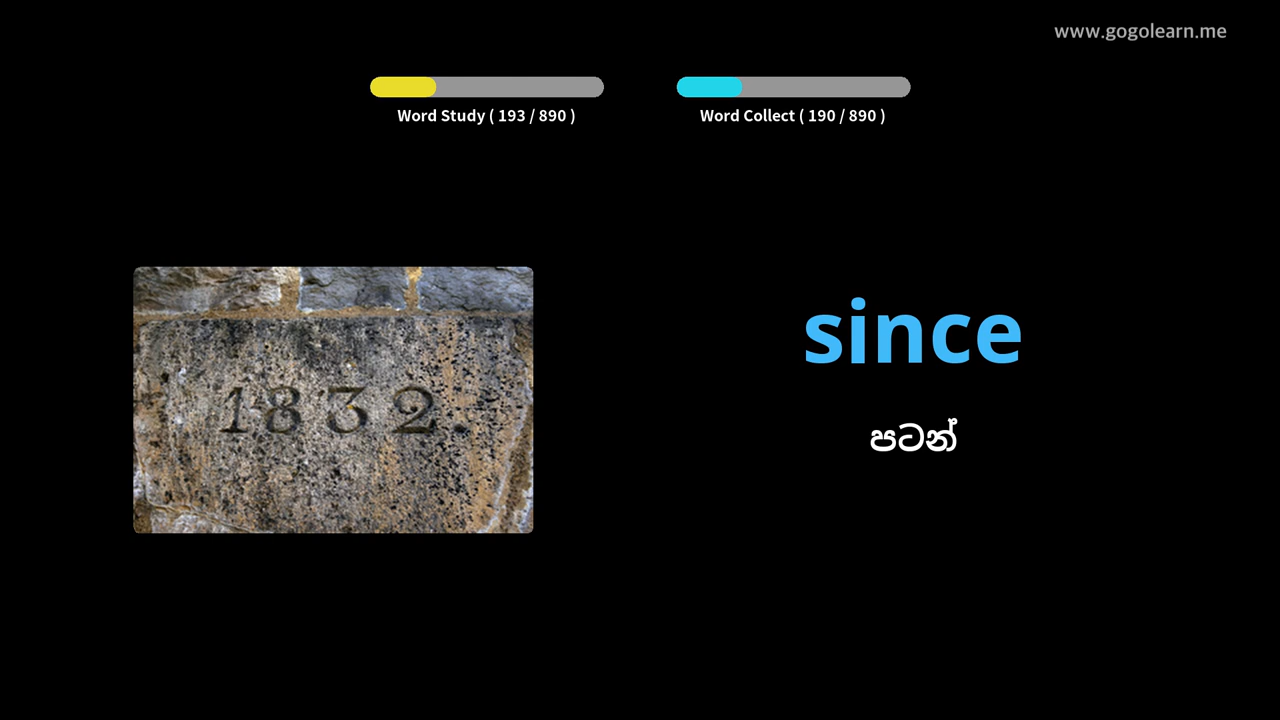 www.gogolearn.me
Word Study ( 193 / 890 )
Word Collect ( 190 / 890 )
1832.
since
පටන්